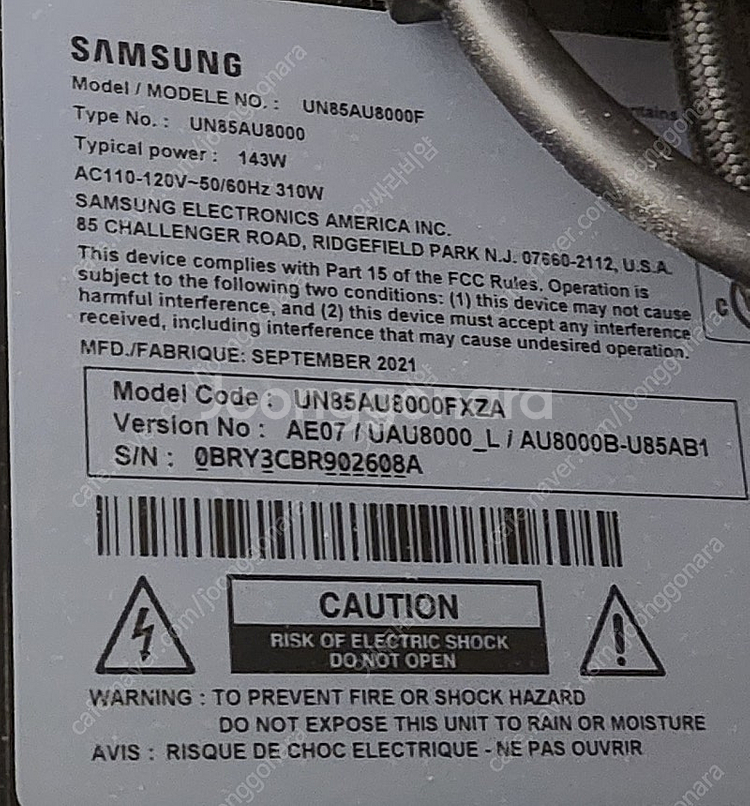 SAMSUNG
Model / MODELE NO. : UN85AU8000F
Type No. : UN85AU8000
Typical power : 143W
AC110-120V~50/60Hz 310W
SAMSUNG ELECTRONICS AMERICA INC.
85 CHALLENGER ROAD, RIDGEFIELD PARK N.J. 07660-2112, U.S.A.
This device complies with Part 15 of the FCC Rules. Operation is
subject to the following two conditions: (1) this device may not cause
harmful interference, and (2) this device must accept any interference
received, including interference that may cause undesired operation.
MFD./FABRIQUE: SEPTEMBER 2021
Model Code : UN85AU8000FXZA
Version No : AE07 / UAU8000_L / AU8000B-U85AB1
S/N : 0BRY3CBR902608A
Joonggonara
CAUTION
RISK OF ELECTRIC SHOCK
DO NOT OPEN
WARNING : TO PREVENT FIRE OR SHOCK HAZARD
DO NOT EXPOSE THIS UNIT TO RAIN OR MOISTURE
AVIS : RISQUE DE CHOC ELECTRIQUE - NE PAS OUVRIR
cafe.naver.com/joonggonara